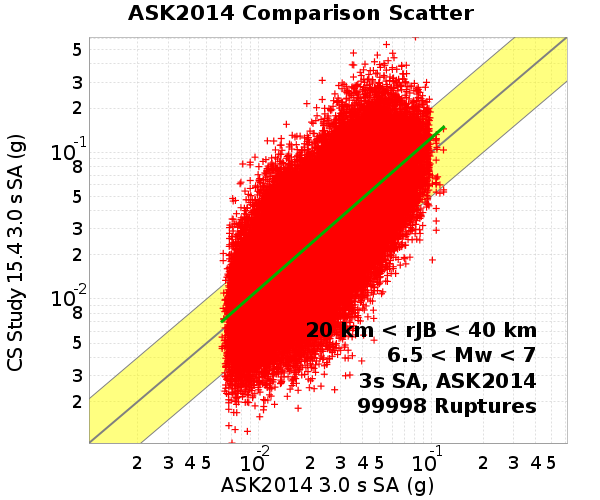 ASK2014 Comparison Scatter
CS Study 15.4 3.0 s SA (g)
5
3
2
10-1
8
5
3
2
10-2
8
5
3
2
20 km < rJB < 40 km
6.5 < Mw < 7
3s SA, ASK2014
99998 Ruptures
2 3 4 5 10-2 2 3 4 5 10-1 2 3 4 5
ASK2014 3.0 s SA (g)